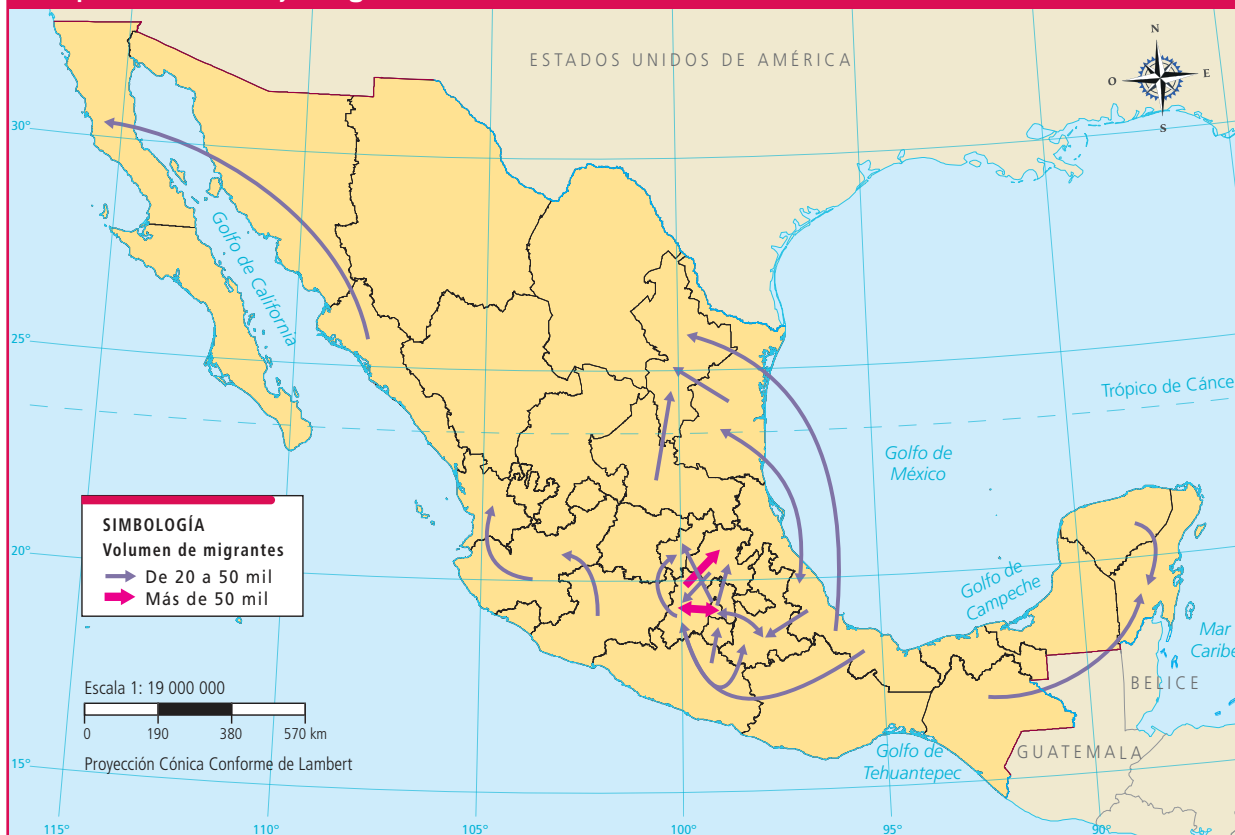 ESTADOS UNIDOS DE AMÉRICA
N
O
E
S
30°
Golfo
de California
25°
Trópico de Cánce
Golfo de
México
SIMBOLOGÍA
Volumen de migrantes
De 20 a 50 mil
Más de 50 mil
20°
Golfo de
Campeche
Mar
Caribe
BELICE
Escala 1: 19 000 000
0 190 380 570 km
Proyección Cónica Conforme de Lambert
GUATEMALA
Golfo de
Tehuantepec
15°
115° 110° 105° 100° 95° 90°